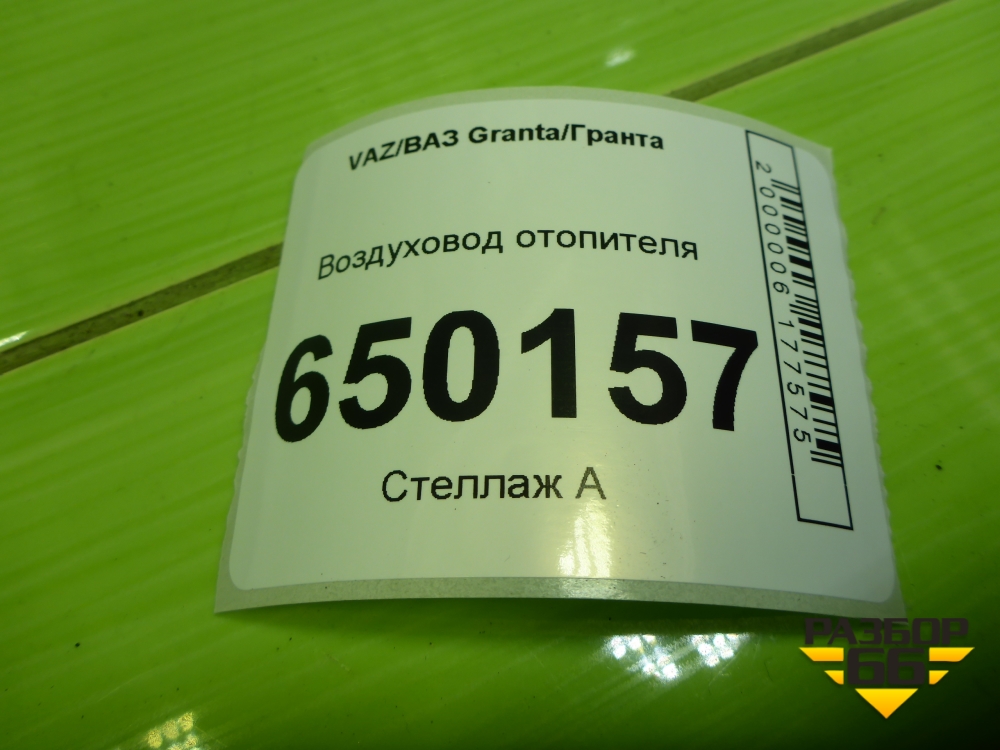 VAZ/ВАЗ Granta/Гранта
Воздуховод отопителя
650157
Стеллаж А
2000006177575
РАЗБОР
66